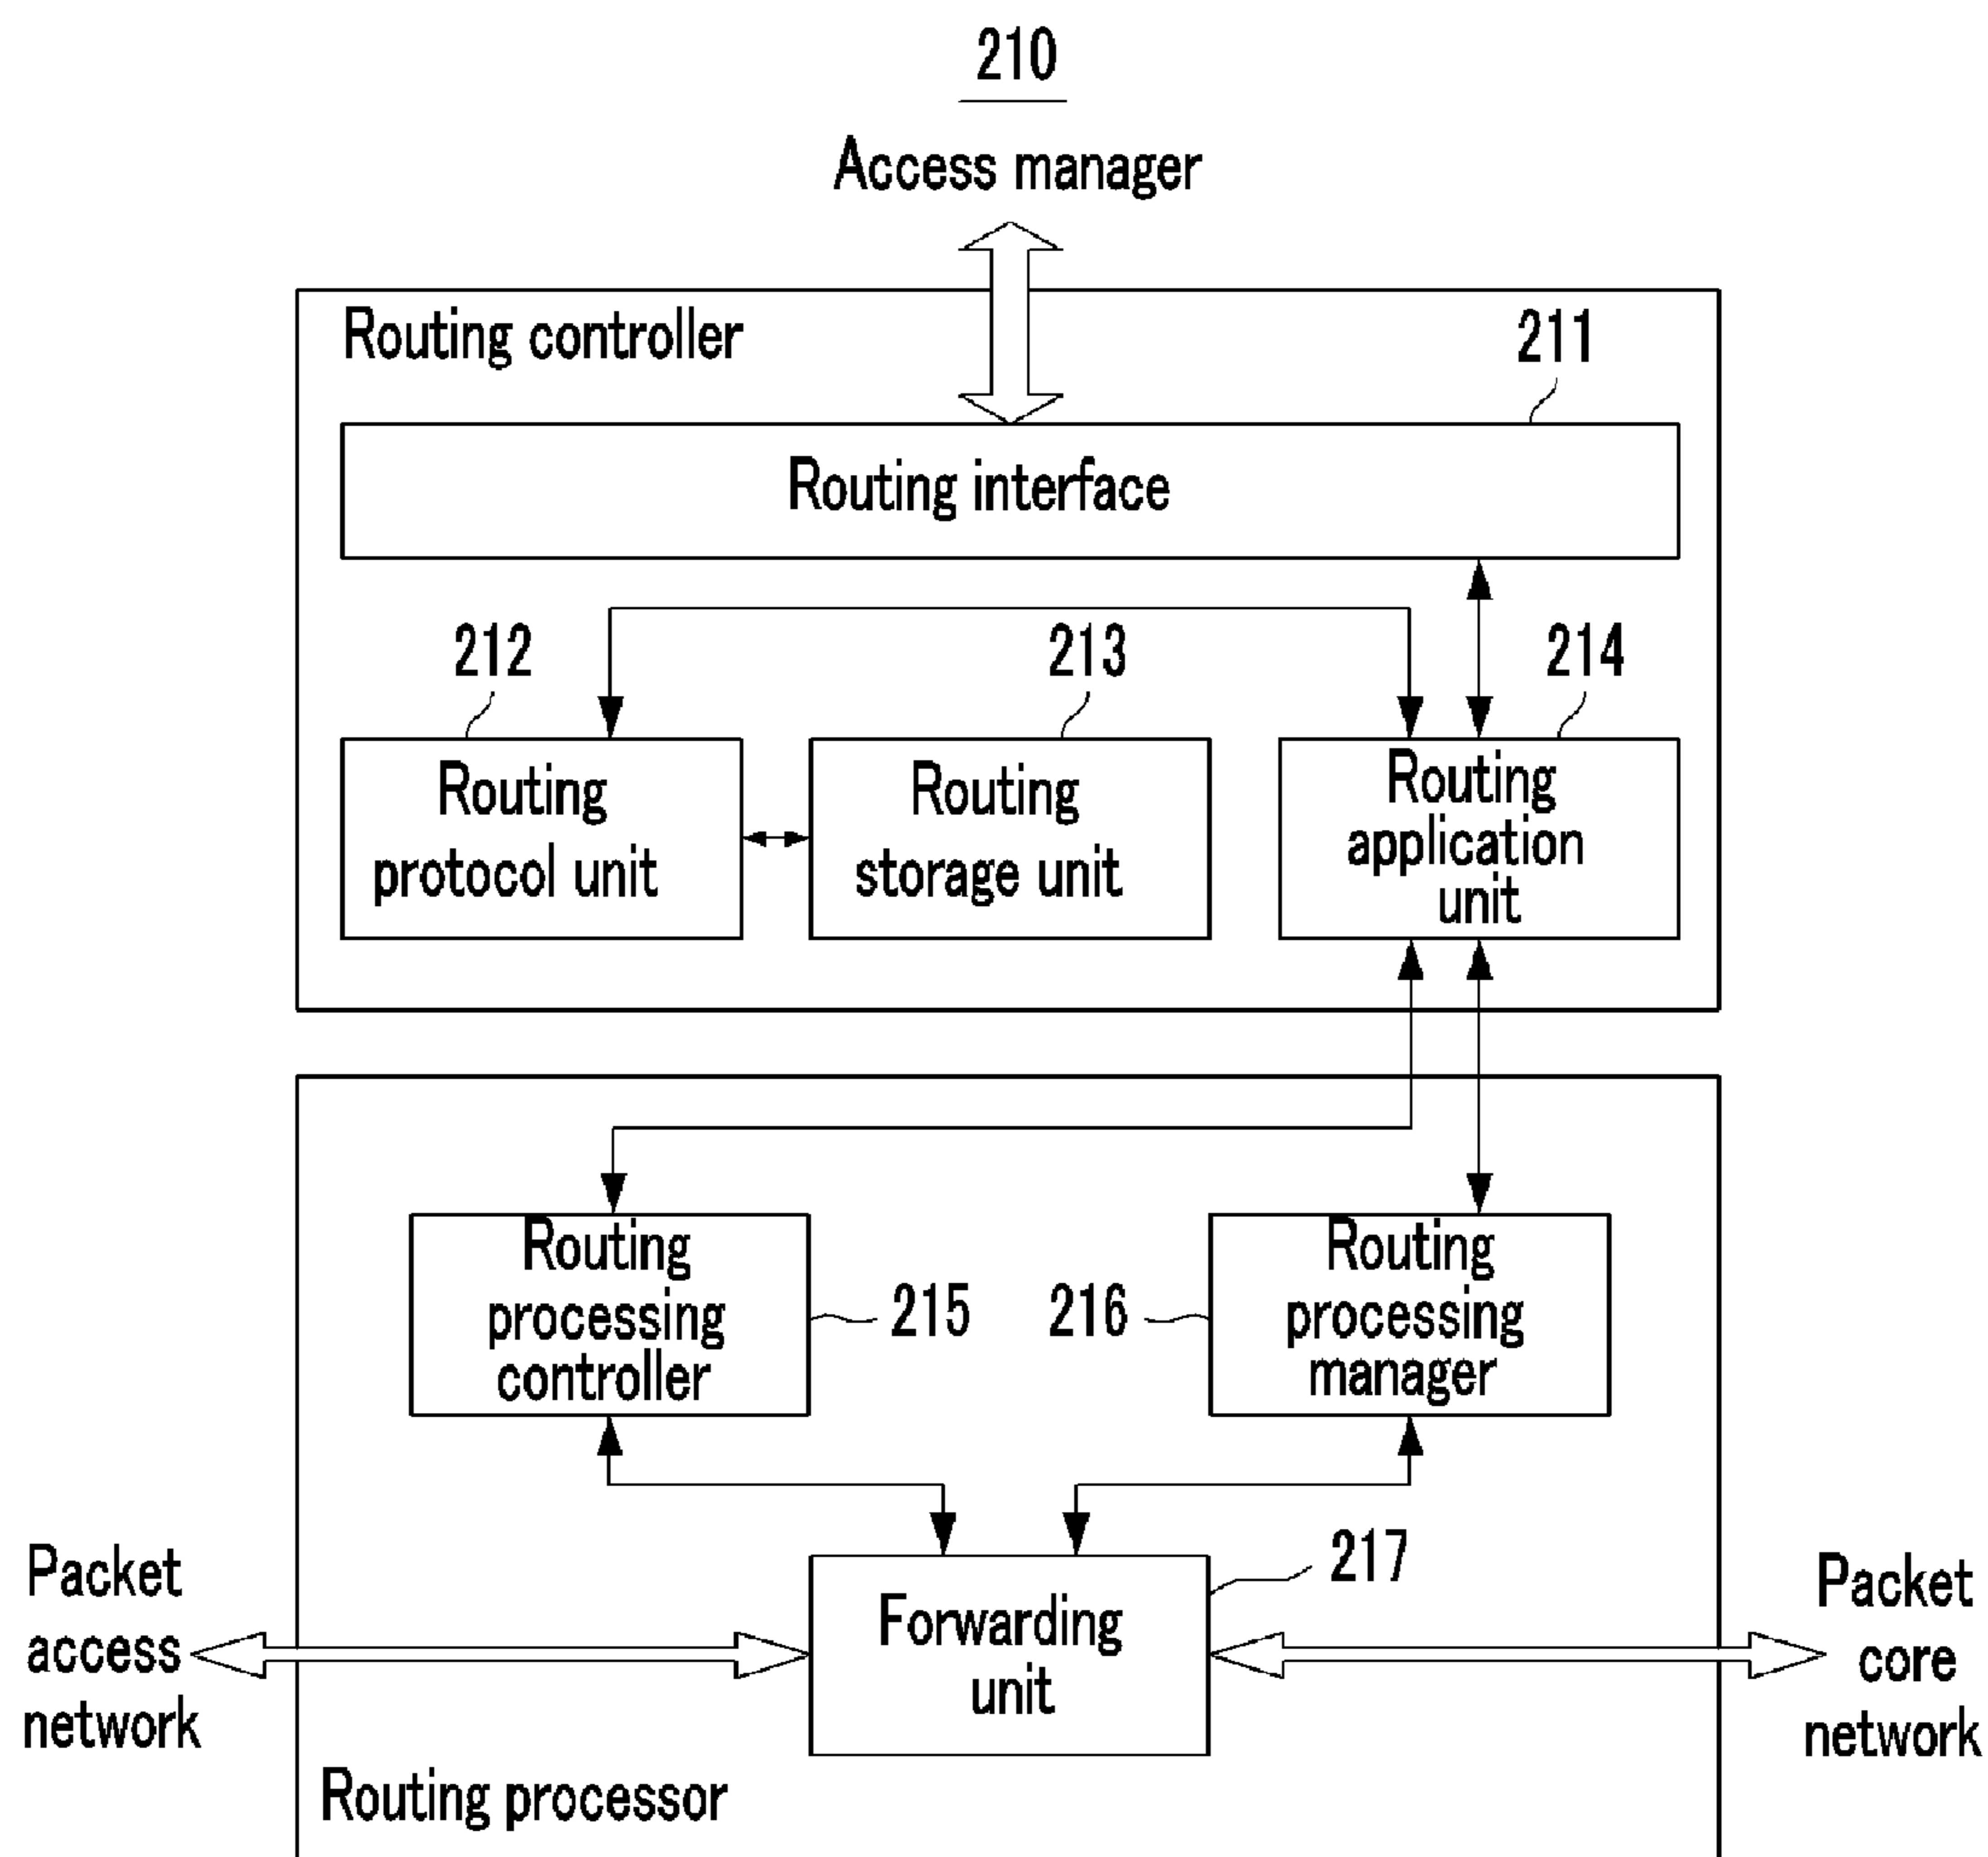 210
Access manager
Routing controller
211
Routing interface
212
213
214
Routing
protocol unit
Routing
storage unit
Routing
application
unit
Routing
processing
controller
215
216
Routing
processing
manager
217
Packet
access
network
Forwarding
unit
Packet
core
network
Routing processor